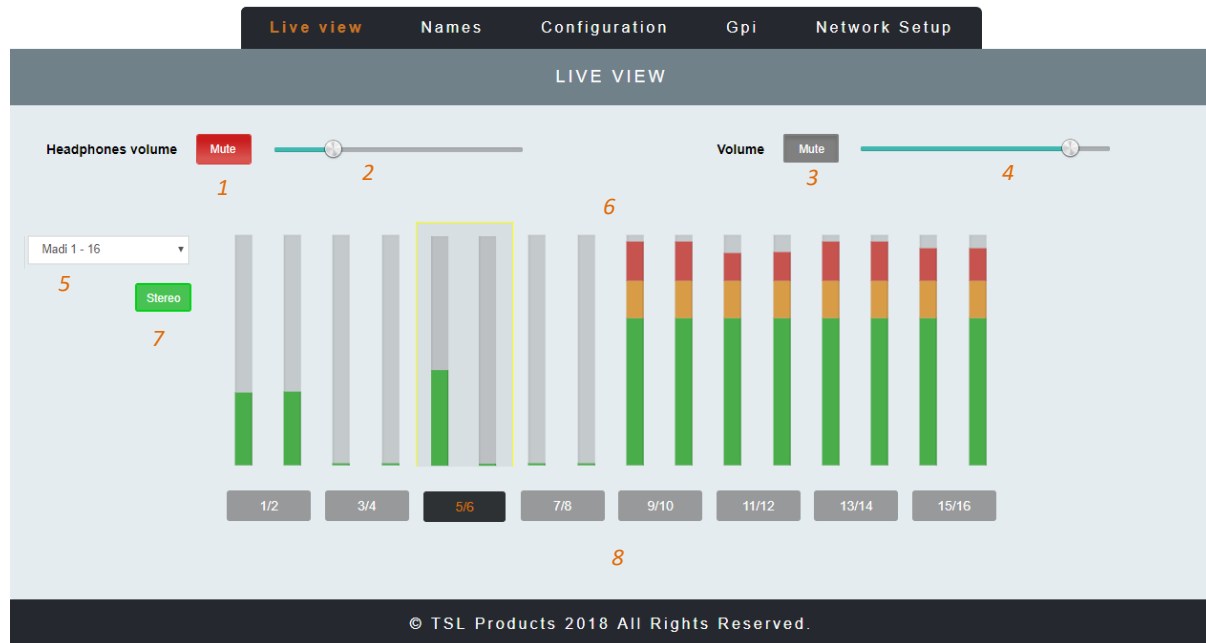 Live view Names Configuration Gpi Network Setup
LIVE VIEW
Headphones volume Mute Volume Mute
1 2 3 4
6
Madi 1 - 16
5
Stereo
7
1/2 3/4 5/6 7/8 9/10 11/12 13/14 15/16
8
© TSL Products 2018 All Rights Reserved.